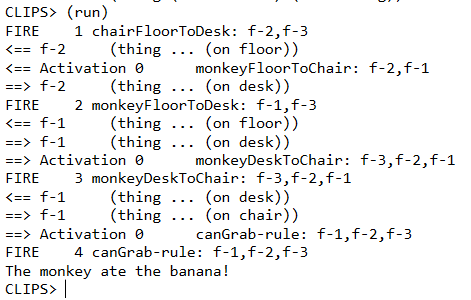 CLIPS> (run)
FIRE    1 chairFloorToDesk: f-2,f-3
<== f-2     (thing ... (on floor))
<== Activation 0      monkeyFloorToChair: f-2,f-1
==> f-2     (thing ... (on desk))
FIRE    2 monkeyFloorToDesk: f-1,f-3
<== f-1     (thing ... (on floor))
==> f-1     (thing ... (on desk))
==> Activation 0      monkeyDeskToChair: f-3,f-2,f-1
FIRE    3 monkeyDeskToChair: f-3,f-2,f-1
<== f-1     (thing ... (on desk))
==> f-1     (thing ... (on chair))
==> Activation 0      canGrab-rule: f-1,f-2,f-3
FIRE    4 canGrab-rule: f-1,f-2,f-3
The monkey ate the banana!
CLIPS>